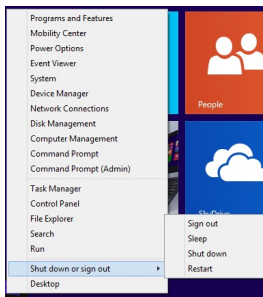 Programs and Features
Mobility Center
Power Options
Event Viewer
System
Device Manager
Network Connections
Disk Management
Computer Management
Command Prompt
Command Prompt (Admin)
Task Manager
Control Panel
File Explorer
Search
Run
Shut down or sign out
Desktop
People
SkyDrive
Sign out
Sleep
Shut down
Restart